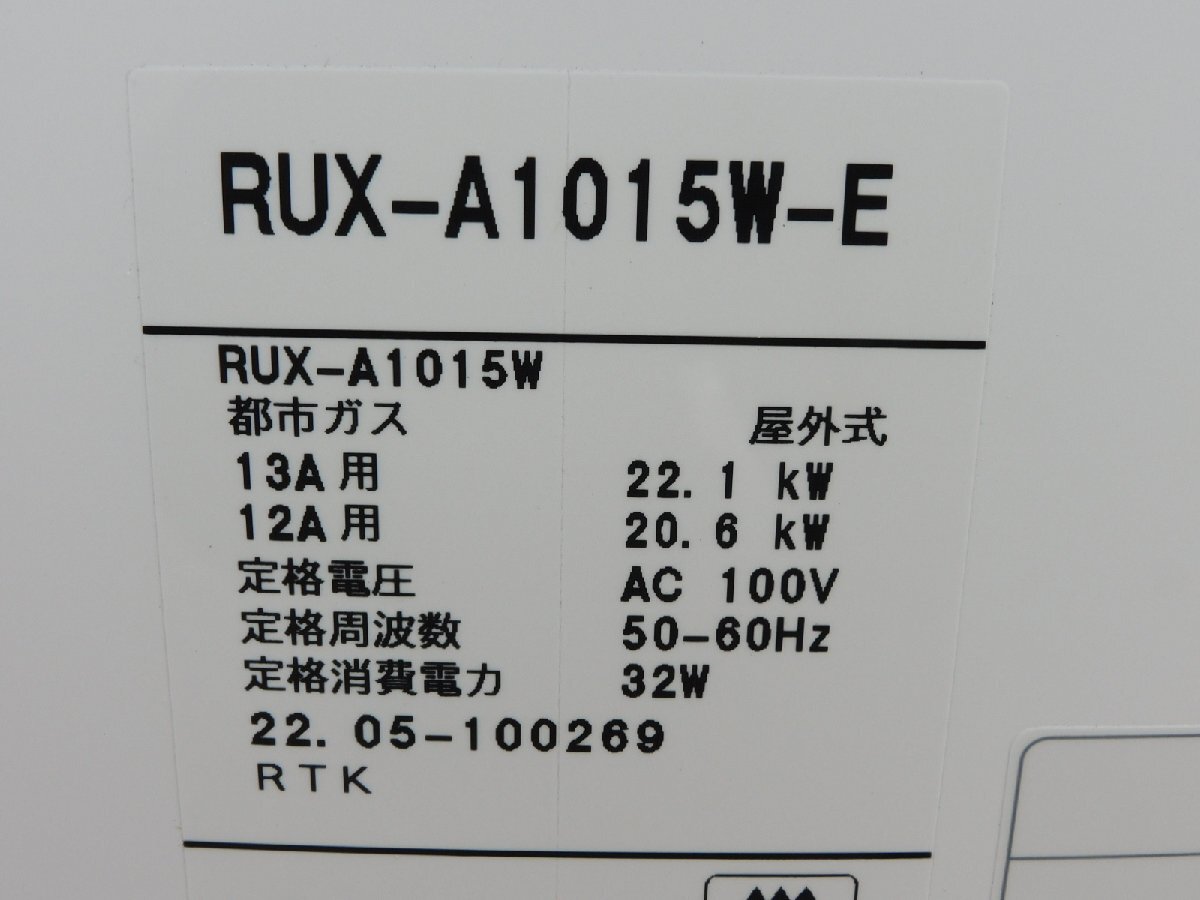 RUX-A1015W-E
RUX-A1015W
都市ガス 屋外式
13A用 22.1 kW
12A用 20.6 kW
定格電圧 AC 100V
定格周波数 50-60Hz
定格消費電力 32W
22.05-100269
RTK